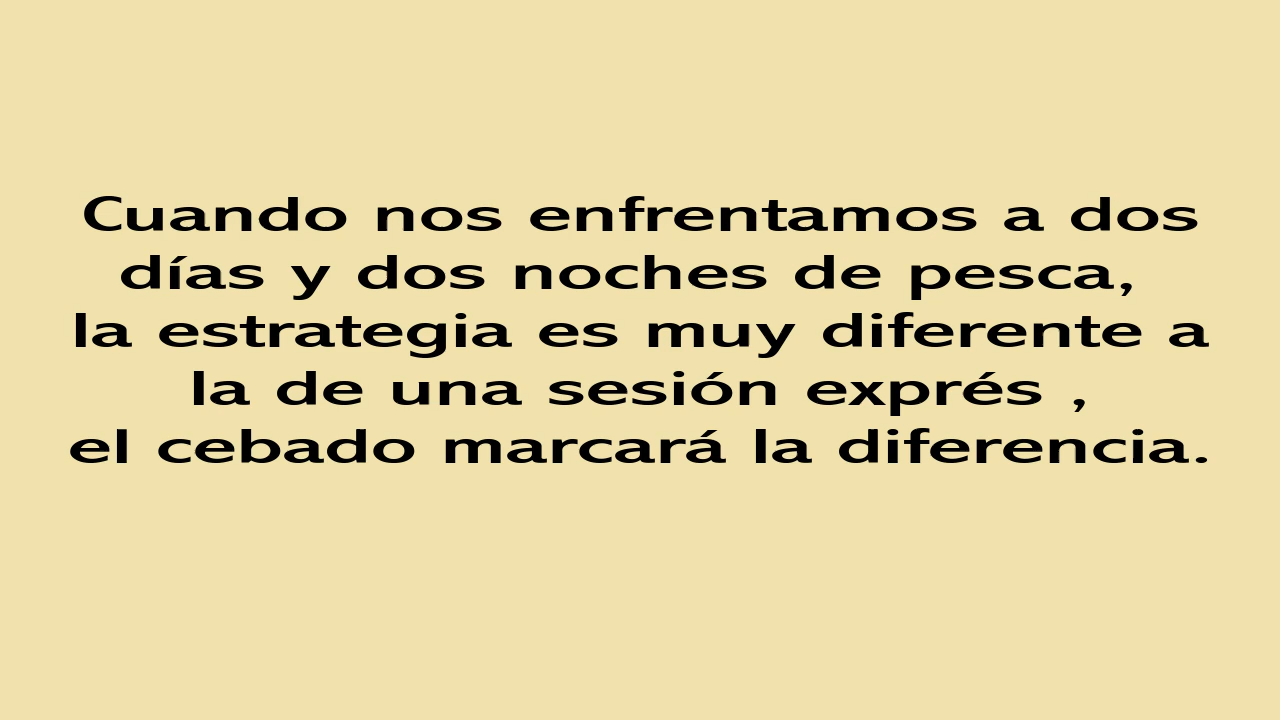 Cuando nos enfrentamos a dos
días y dos noches de pesca,
la estrategia es muy diferente a
la de una sesión exprés ,
el cebado marcará la diferencia.